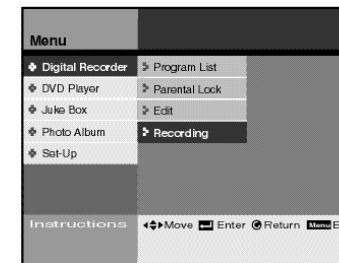 Menu
Digital Recorder
Program List
DVD Player
Parental Lock
Juke Box
Edit
Photo Album
Recording
Set-Up
Instructions
Move Enter Return Menu E